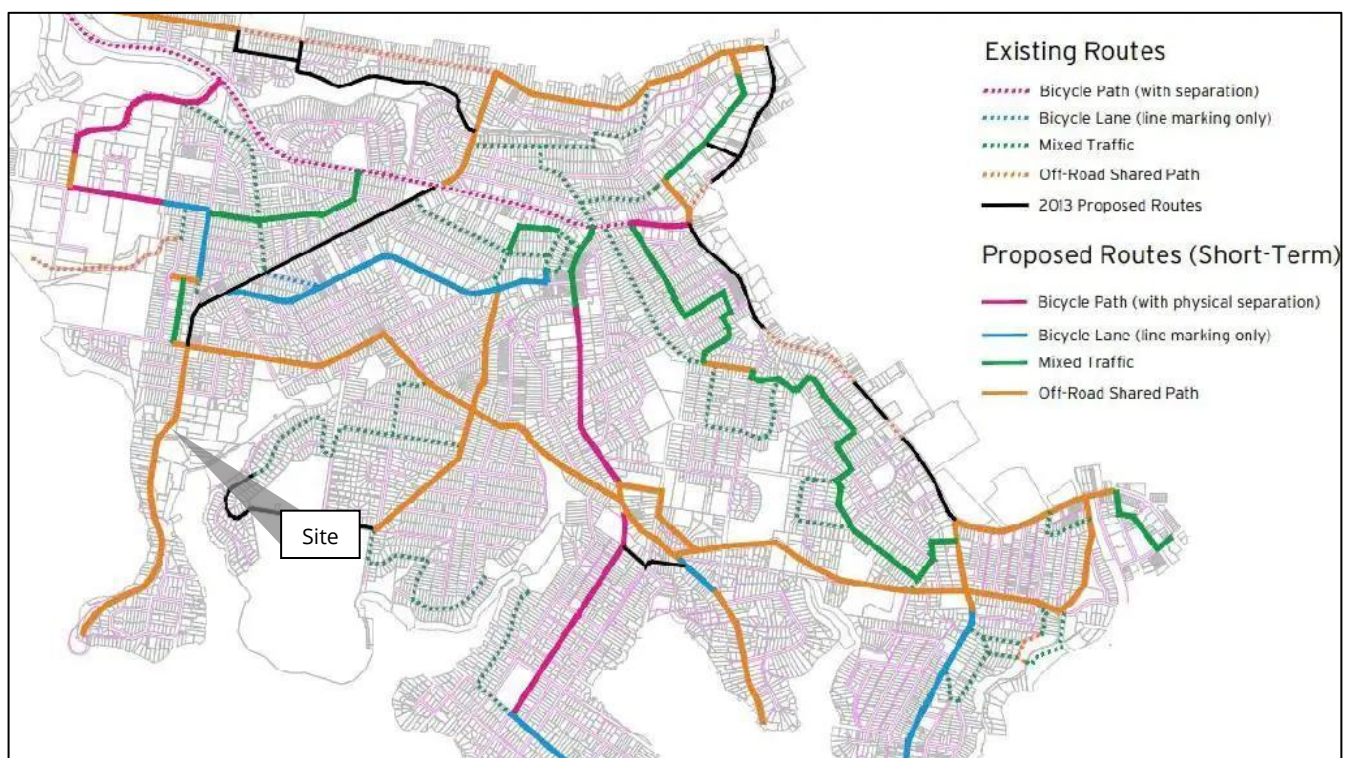 Existing Routes
Bicycle Path (with separation)
Bicycle Lane (line marking only)
Mixed Traffic
Off-Road Shared Path
2013 Proposed Routes
Proposed Routes (Short-Term)
Bicycle Path (with physical separation)
Bicycle Lane (line marking only)
Mixed Traffic
Off-Road Shared Path
Site